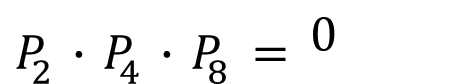 P₂ · P₄ · P₈ = 0